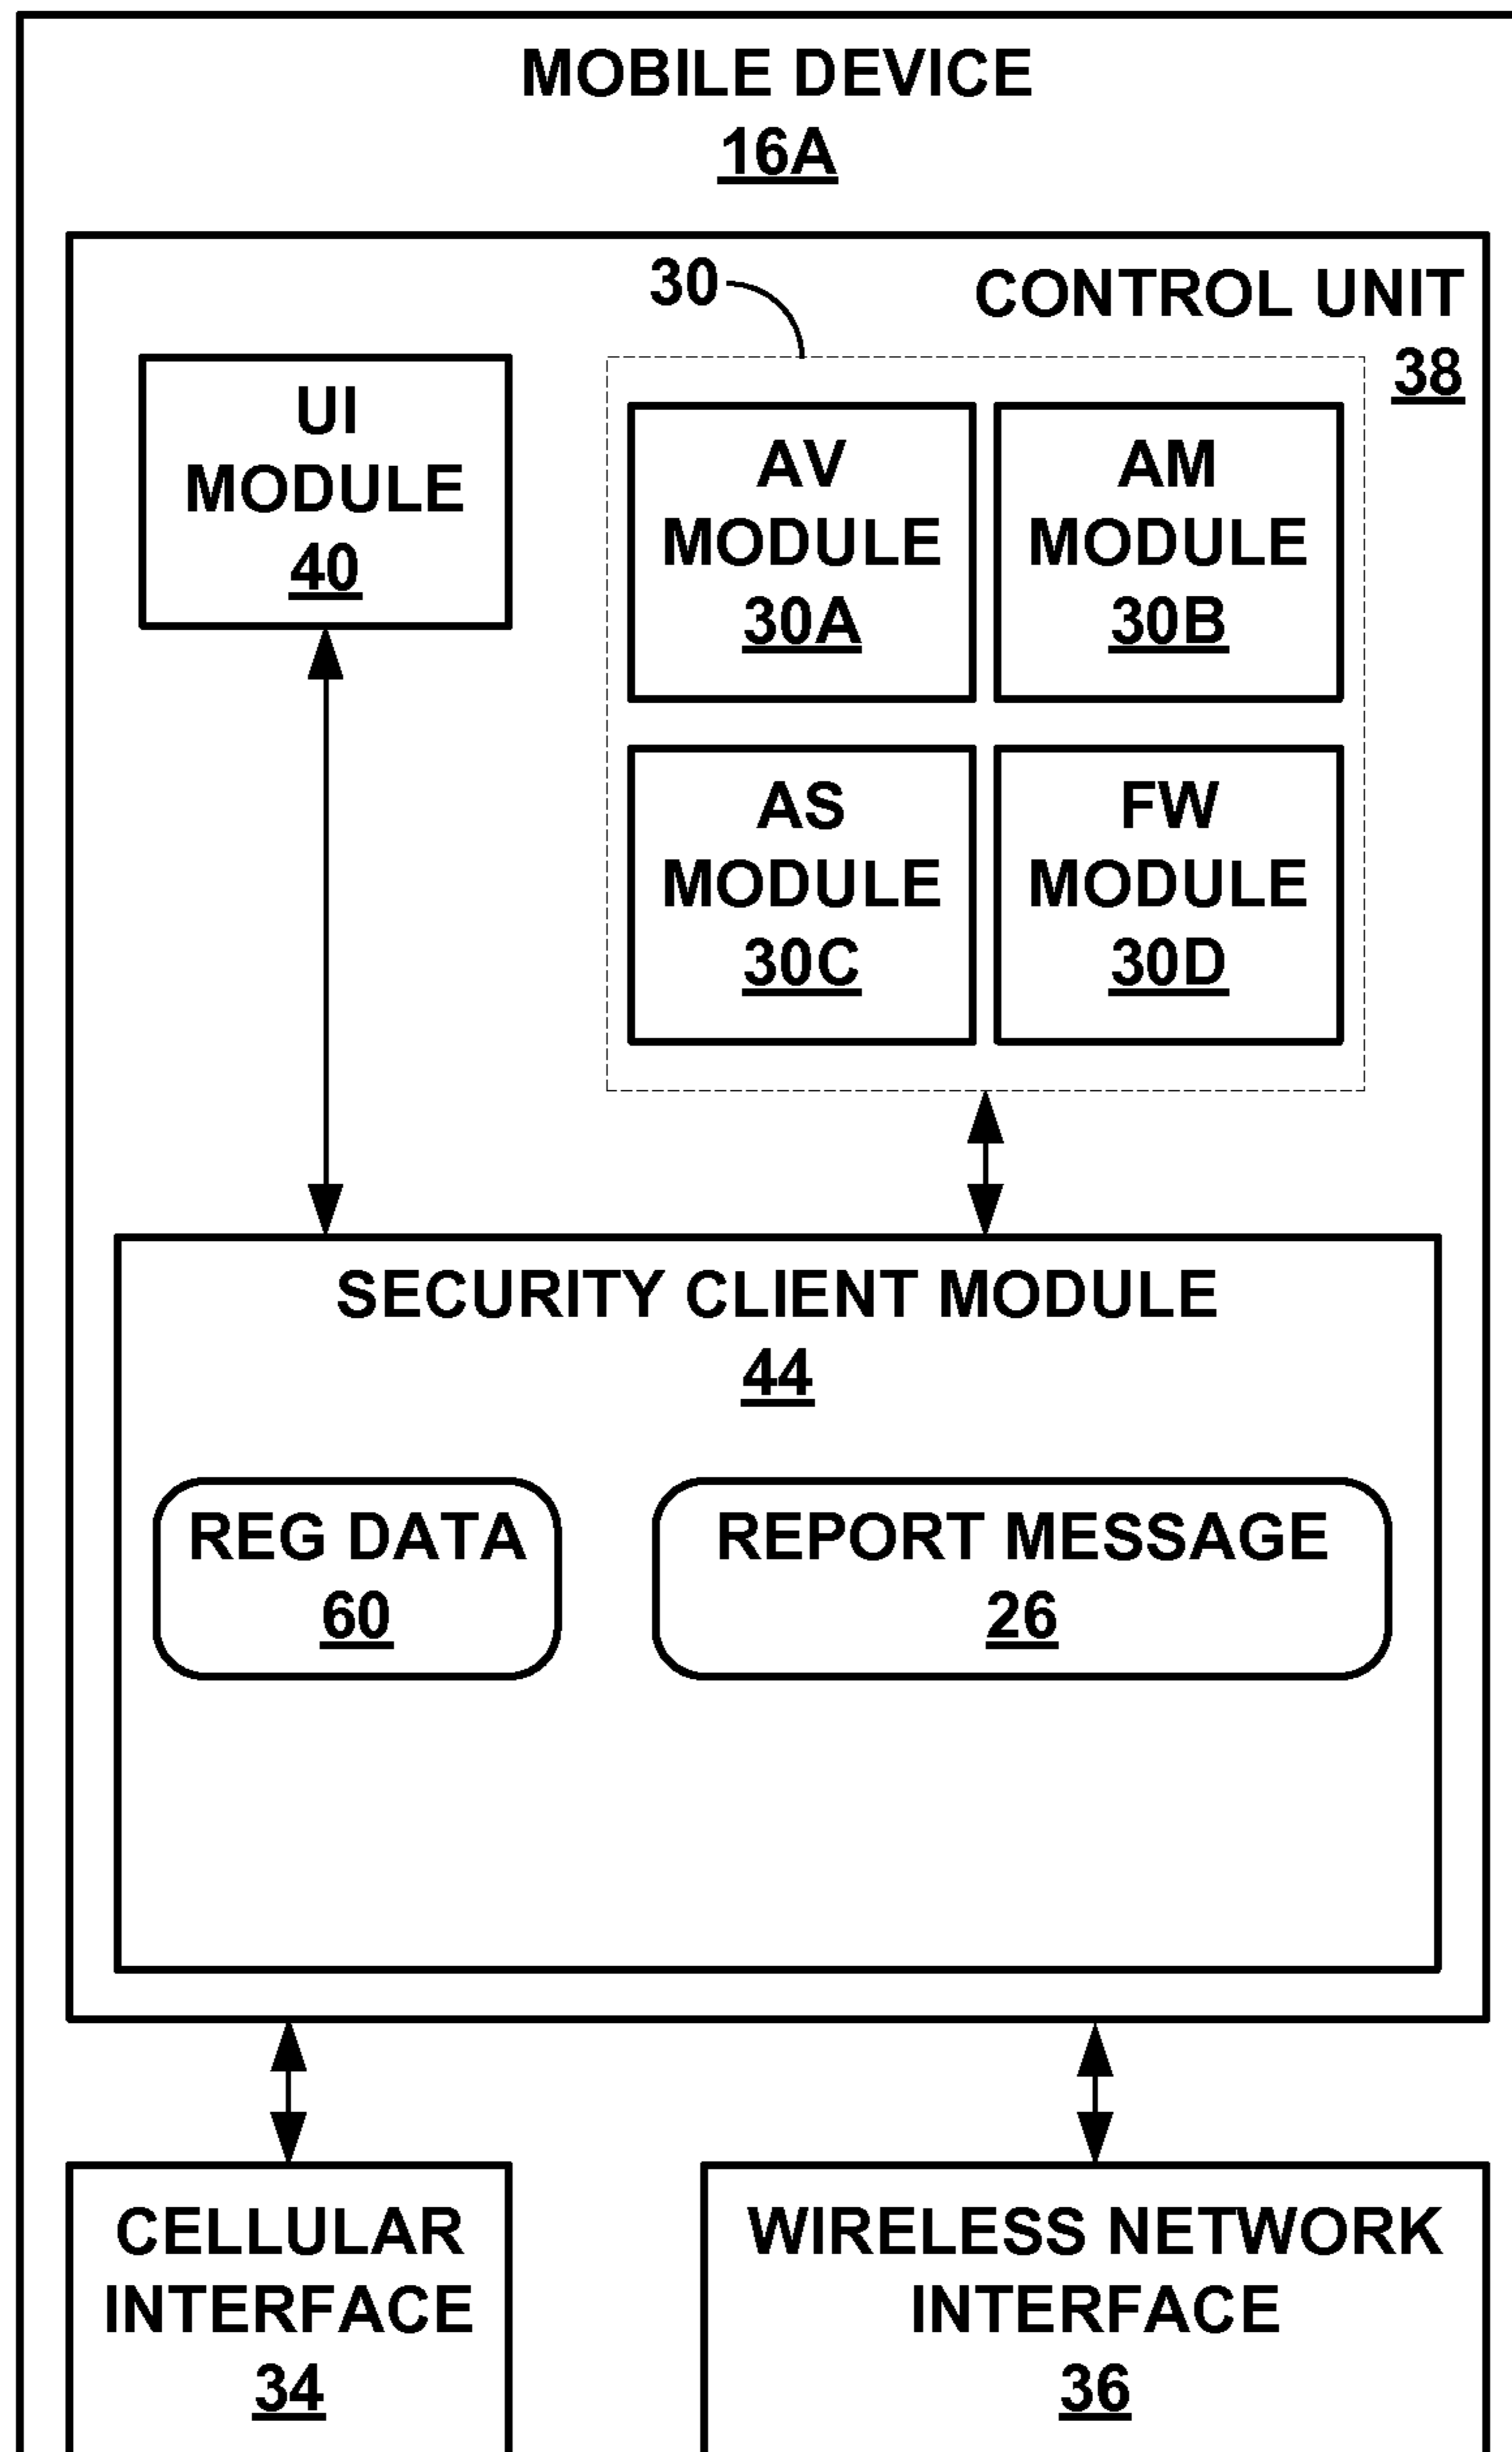 MOBILE DEVICE
16A
30
CONTROL UNIT
38
UI
MODULE
40
AV
MODULE
30A
AM
MODULE
30B
AS
MODULE
30C
FW
MODULE
30D
SECURITY CLIENT MODULE
44
REG DATA
60
REPORT MESSAGE
26
CELLULAR
INTERFACE
34
WIRELESS NETWORK
INTERFACE
36